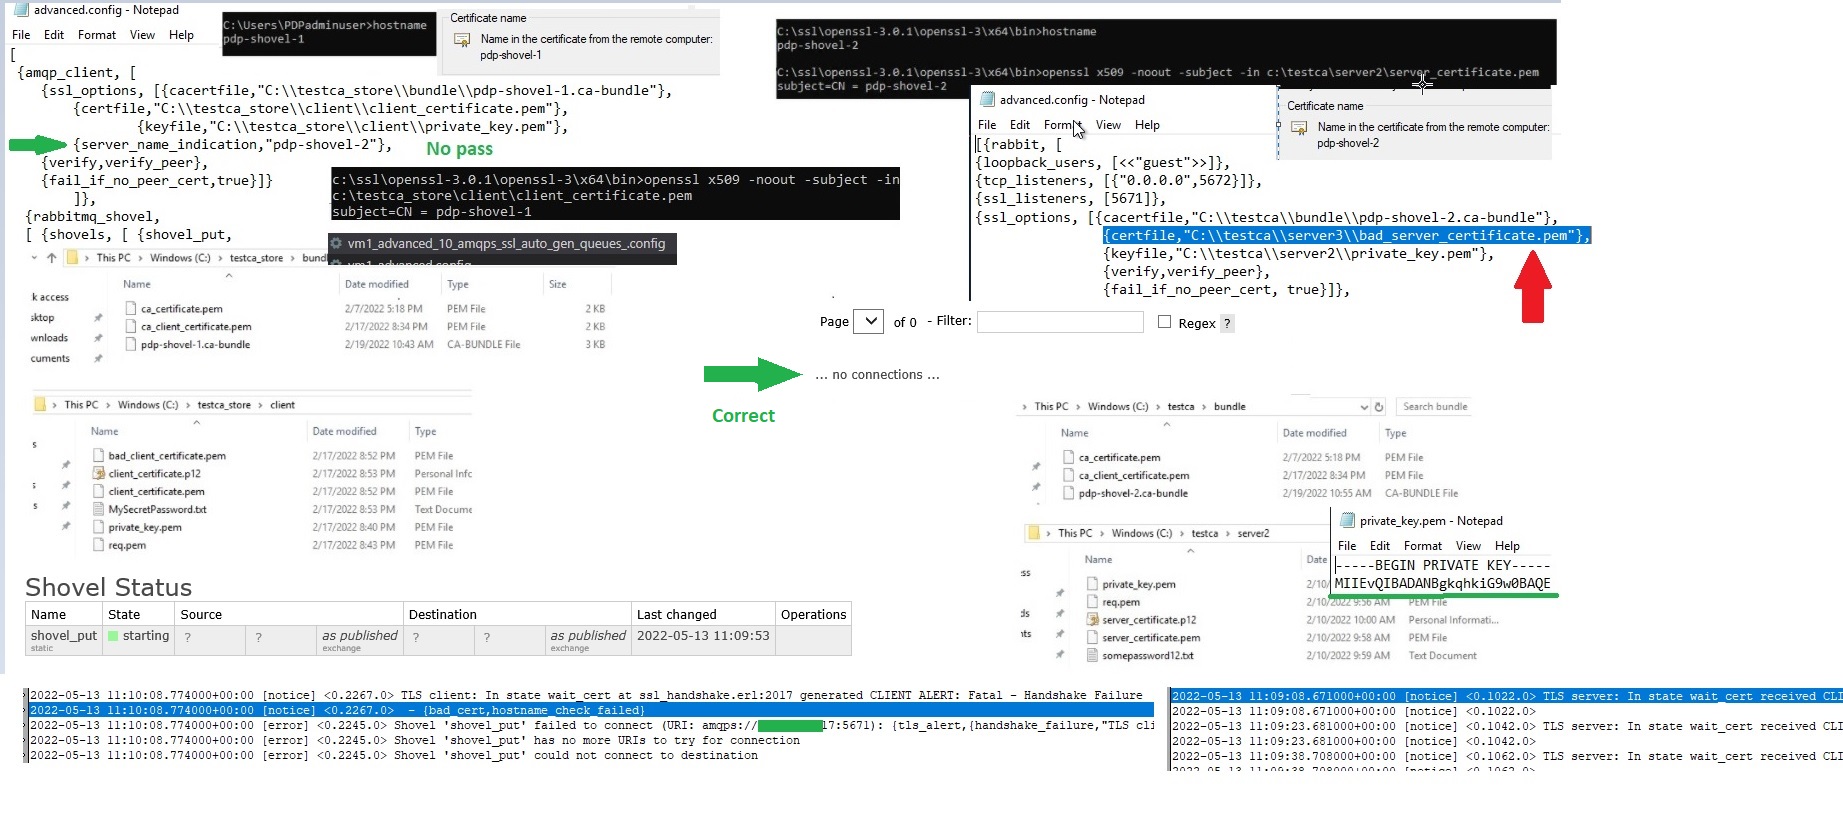 advanced.config - Notepad
File Edit Format View Help
C:\Users\PDPadminuser>hostname
pdp-shovel-1
Certificate name
Name in the certificate from the remote computer:
pdp-shovel-1
[
{amqp_client, [
{ssl_options, [{cacertfile,"C:\\testca_store\\bundle\\pdp-shovel-1.ca-bundle"},
{certfile,"C:\\testca_store\\client\\client_certificate.pem"},
{keyfile,"C:\\testca_store\\client\\private_key.pem"},
{server_name_indication,"pdp-shovel-2"},
No pass
{verify,verify_peer},
{fail_if_no_peer_cert,true}]}
]},
{rabbitmq_shovel,
[ {shovels, [ {shovel_put,
c:\ssl\openssl-3.0.1\openssl-3\x64\bin>openssl x509 -noout -subject -in
c:\testca_store\client\client_certificate.pem
subject=CN = pdp-shovel-1
vm1_advanced_10_amqps_ssl_auto_gen_queues_.config
vm1_advanced.config
This PC > Windows (C:) > testca_store > bundl
Name Date modified Type Size
k access
sktop
wnloads
cuments
ca_certificate.pem 2/7/2022 5:18 PM PEM File 2 KB
ca_client_certificate.pem 2/17/2022 8:34 PM PEM File 2 KB
pdp-shovel-1.ca-bundle 2/19/2022 10:43 AM CA-BUNDLE File 3 KB
This PC > Windows (C:) > testca_store > client
Name Date modified Type
s
s
s
bad_client_certificate.pem 2/17/2022 8:52 PM PEM File
client_certificate.p12 2/17/2022 8:53 PM Personal Infc
client_certificate.pem 2/17/2022 8:52 PM PEM File
MySecretPassword.txt 2/17/2022 8:53 PM Text Docume
private_key.pem 2/17/2022 8:40 PM PEM File
req.pem 2/17/2022 8:43 PM PEM File
C:\ssl\openssl-3.0.1\openssl-3\x64\bin>hostname
pdp-shovel-2
C:\ssl\openssl-3.0.1\openssl-3\x64\bin>openssl x509 -noout -subject -in c:\testca\server2\server_certificate.pem
subject=CN = pdp-shovel-2
advanced.config - Notepad
File Edit Format View Help
Certificate name
Name in the certificate from the remote computer:
pdp-shovel-2
[{rabbit, [
{loopback_users, [<<"guest">>]},
{tcp_listeners, [{"0.0.0.0",5672}]},
{ssl_listeners, [5671]},
{ssl_options, [{cacertfile,"C:\\testca\\bundle\\pdp-shovel-2.ca-bundle"},
{certfile,"C:\\testca\\server3\\bad_server_certificate.pem"},
{keyfile,"C:\\testca\\server2\\private_key.pem"},
{verify,verify_peer},
{fail_if_no_peer_cert, true}]},
Page of 0 - Filter: Regex ?
... no connections ...
Correct
This PC > Windows (C:) > testca > bundle Search bundle
Name Date modified Type
ca_certificate.pem 2/7/2022 5:18 PM PEM File
ca_client_certificate.pem 2/17/2022 8:34 PM PEM File
pdp-shovel-2.ca-bundle 2/19/2022 10:55 AM CA-BUNDLE File
This PC > Windows (C:) > testca > server2
Name Date
ess
ds
nts
private_key.pem 2/10/
req.pem 2/10/2022 9:56 AM PEM File
server_certificate.p12 2/10/2022 10:00 AM Personal Informati...
server_certificate.pem 2/10/2022 9:58 AM PEM File
somepassword12.txt 2/10/2022 9:59 AM Text Document
private_key.pem - Notepad
File Edit Format View Help
-----BEGIN PRIVATE KEY-----
MIIEvQIBADANBgkqhkiG9w0BAQE
Shovel Status
Name State Source Destination Last changed Operations
shovel_put starting ? ? as published ? ? as published 2022-05-13 11:09:53
static exchange exchange
2022-05-13 11:10:08.774000+00:00 [notice] <0.2267.0> TLS client: In state wait_cert at ssl_handshake.erl:2017 generated CLIENT ALERT: Fatal - Handshake Failure
2022-05-13 11:10:08.774000+00:00 [notice] <0.2267.0> - {bad_cert,hostname_check_failed}
2022-05-13 11:10:08.774000+00:00 [error] <0.2245.0> Shovel 'shovel_put' failed to connect (URI: amqps:// 17:5671): {tls_alert,{handshake_failure,"TLS cli
2022-05-13 11:10:08.774000+00:00 [error] <0.2245.0> Shovel 'shovel_put' has no more URIs to try for connection
2022-05-13 11:10:08.774000+00:00 [error] <0.2245.0> Shovel 'shovel_put' could not connect to destination
2022-05-13 11:09:08.671000+00:00 [notice] <0.1022.0> TLS server: In state wait_cert received CLI
2022-05-13 11:09:08.671000+00:00 [notice] <0.1022.0>
2022-05-13 11:09:23.681000+00:00 [notice] <0.1042.0> TLS server: In state wait_cert received CLI
2022-05-13 11:09:23.681000+00:00 [notice] <0.1042.0>
2022-05-13 11:09:38.708000+00:00 [notice] <0.1062.0> TLS server: In state wait_cert received CLI
2022-05-13 11:09:38.708000+00:00 [notice] <0.1062.0>